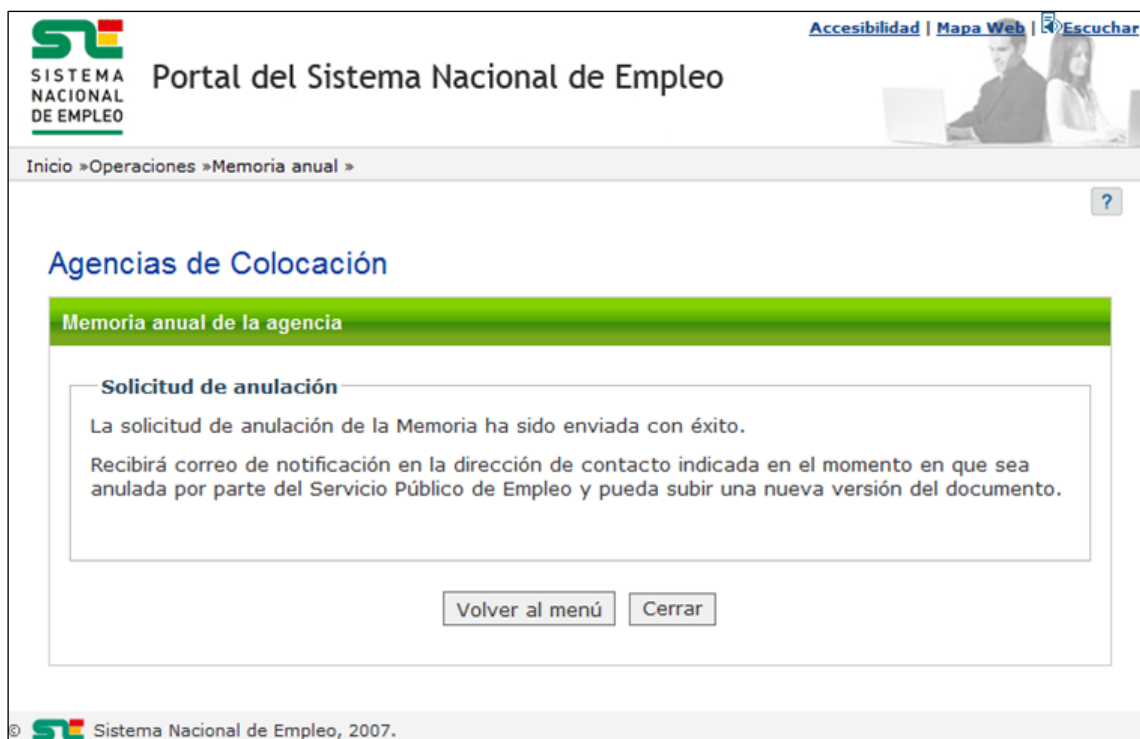 Accesibilidad | Mapa Web | Escuchar
SISTEMA
NACIONAL
DE EMPLEO
Portal del Sistema Nacional de Empleo
Inicio »Operaciones »Memoria anual »
?
Agencias de Colocación
Memoria anual de la agencia
Solicitud de anulación
La solicitud de anulación de la Memoria ha sido enviada con éxito.
Recibirá correo de notificación en la dirección de contacto indicada en el momento en que sea
anulada por parte del Servicio Público de Empleo y pueda subir una nueva versión del documento.
Volver al menú Cerrar
© Sistema Nacional de Empleo, 2007.